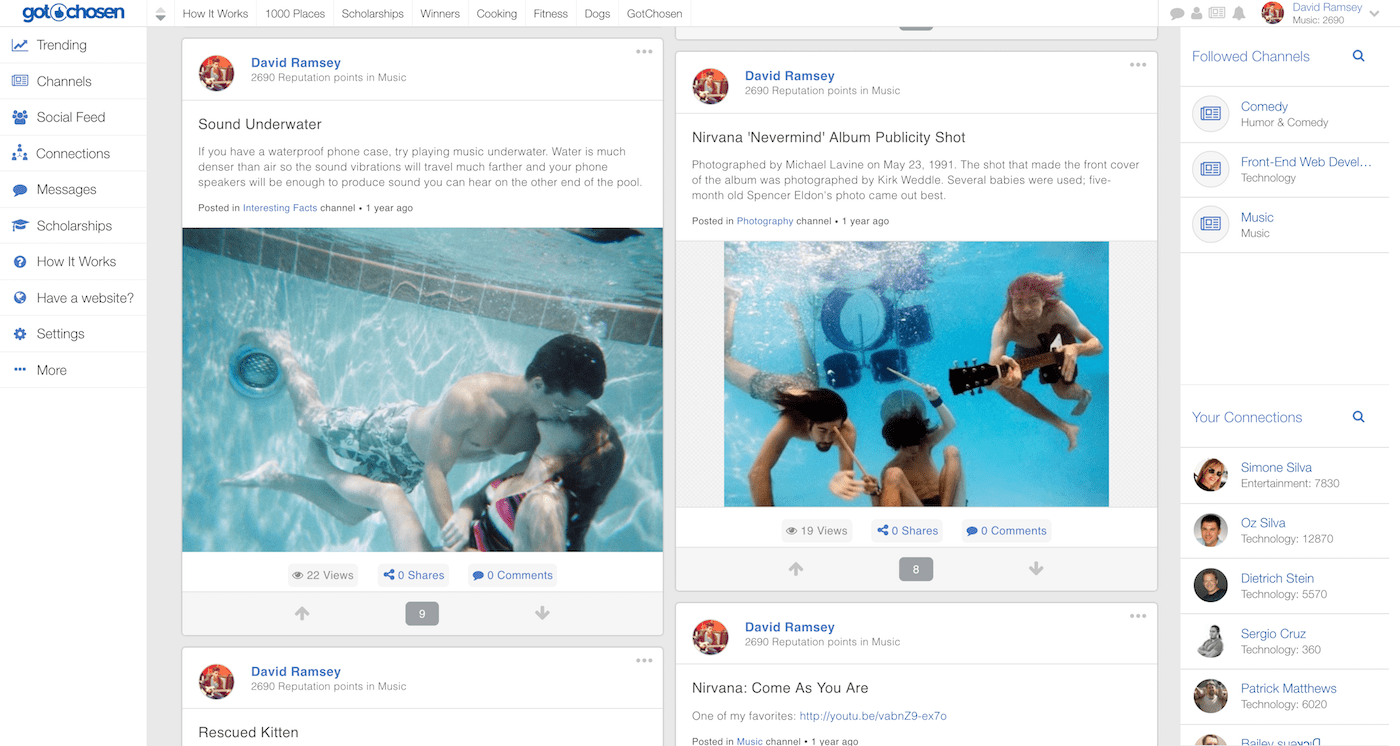 gotchosen
How It Works
1000 Places
Scholarships
Winners
Cooking
Fitness
Dogs
GotChosen
David Ramsey
Music: 2690
Trending
Channels
Social Feed
Connections
Messages
Scholarships
How It Works
Have a website?
Settings
More
David Ramsey
2690 Reputation points in Music
Sound Underwater
If you have a waterproof phone case, try playing music underwater. Water is much
denser than air so the sound vibrations will travel much farther and your phone
speakers will be enough to produce sound you can hear on the other end of the pool.
Posted in Interesting Facts channel • 1 year ago
22 Views
0 Shares
0 Comments
9
David Ramsey
2690 Reputation points in Music
Rescued Kitten
David Ramsey
2690 Reputation points in Music
Nirvana 'Nevermind' Album Publicity Shot
Photographed by Michael Lavine on May 23, 1991. The shot that made the front cover
of the album was photographed by Kirk Weddle. Several babies were used; five-
month old Spencer Eldon's photo came out best.
Posted in Photography channel • 1 year ago
19 Views
0 Shares
0 Comments
8
David Ramsey
2690 Reputation points in Music
Nirvana: Come As You Are
One of my favorites: http://youtu.be/vabnZ9-ex7o
Posted in Music channel • 1 year ago
Followed Channels
Comedy
Humor & Comedy
Front-End Web Devel...
Technology
Music
Music
Your Connections
Simone Silva
Entertainment: 7830
Oz Silva
Technology: 12870
Dietrich Stein
Technology: 5570
Sergio Cruz
Technology: 360
Patrick Matthews
Technology: 6020
Bailey